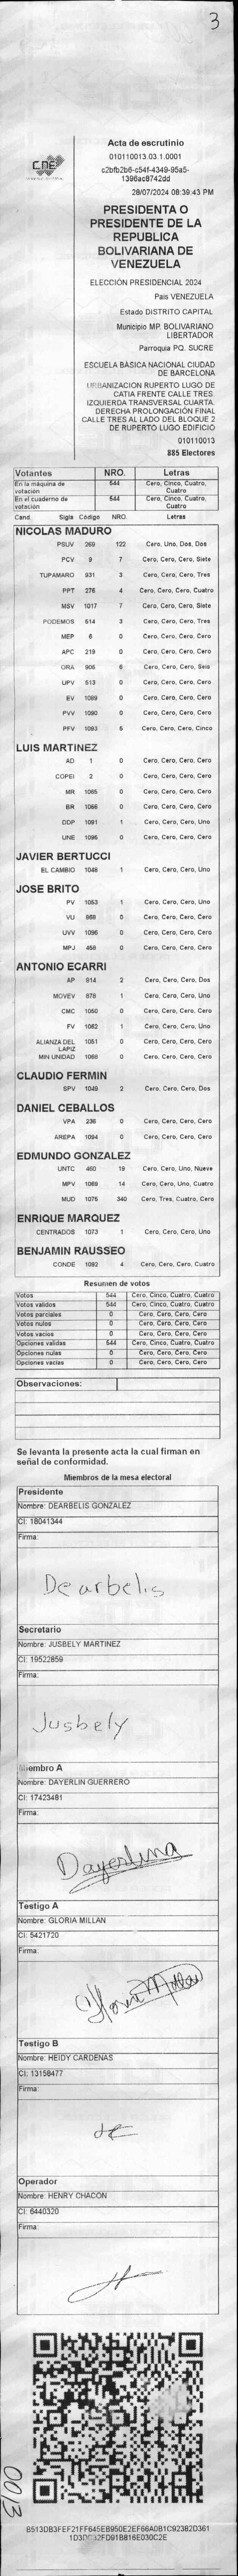 3
CNE
Acta de escrutinio
010110013.03.1.0001
c2bfb2b6-c54f-4349-95a5-
1396ac8742dd
28/07/2024 08:39:43 PM
PRESIDENTA O
PRESIDENTE DE LA
REPUBLICA
BOLIVARIANA DE
VENEZUELA
ELECCIÓN PRESIDENCIAL 2024
Pais VENEZUELA
Estado DISTRITO CAPITAL
Municipio MP. BOLIVARIANO
LIBERTADOR
Parroquia PQ. SUCRE
ESCUELA BÁSICA NACIONAL CIUDAD
DE BARCELONA
URBANIZACIÓN RUPERTO LUGO DE
CATIA FRENTE CALLE TRES.
IZQUIERDA TRANSVERSAL CUARTA.
DERECHA PROLONGACIÓN FINAL
CALLE TRES AL LADO DEL BLOQUE 2
DE RUPERTO LUGO EDIFICIO
010110013
885 Electores
Votantes NRO. Letras
En la máquina de votación 544 Cero, Cinco, Cuatro, Cuatro
En el cuaderno de votación 544 Cero, Cinco, Cuatro, Cuatro
Cand. Sigla Código NRO. Letras
NICOLAS MADURO
PSUV 269 122 Cero, Uno, Dos, Dos
PCV 9 7 Cero, Cero, Cero, Siete
TUPAMARO 931 3 Cero, Cero, Cero, Tres
PPT 276 4 Cero, Cero, Cero, Cuatro
MSV 1017 7 Cero, Cero, Cero, Siete
PODEMOS 514 3 Cero, Cero, Cero, Tres
MEP 6 0 Cero, Cero, Cero, Cero
APC 219 0 Cero, Cero, Cero, Cero
ORA 906 6 Cero, Cero, Cero, Seis
UPV 513 0 Cero, Cero, Cero, Cero
EV 1089 0 Cero, Cero, Cero, Cero
PVV 1090 0 Cero, Cero, Cero, Cero
PFV 1093 5 Cero, Cero, Cero, Cinco
LUIS MARTINEZ
AD 1 0 Cero, Cero, Cero, Cero
COPEI 2 0 Cero, Cero, Cero, Cero
MR 1065 0 Cero, Cero, Cero, Cero
BR 1066 0 Cero, Cero, Cero, Cero
DDP 1091 1 Cero, Cero, Cero, Uno
UNE 1096 0 Cero, Cero, Cero, Cero
JAVIER BERTUCCI
EL CAMBIO 1048 1 Cero, Cero, Cero, Uno
JOSE BRITO
PV 1053 1 Cero, Cero, Cero, Uno
VU 988 0 Cero, Cero, Cero, Cero
UVV 1095 0 Cero, Cero, Cero, Cero
MPJ 458 0 Cero, Cero, Cero, Cero
ANTONIO ECARRI
AP 814 2 Cero, Cero, Cero, Dos
MOVEV 878 1 Cero, Cero, Cero, Uno
CMC 1050 0 Cero, Cero, Cero, Cero
FV 1062 1 Cero, Cero, Cero, Uno
ALIANZA DEL LAPIZ 1051 0 Cero, Cero, Cero, Cero
MIN UNIDAD 1068 0 Cero, Cero, Cero, Cero
CLAUDIO FERMIN
SPV 1049 2 Cero, Cero, Cero, Dos
DANIEL CEBALLOS
VPA 236 0 Cero, Cero, Cero, Cero
AREPA 1094 0 Cero, Cero, Cero, Cero
EDMUNDO GONZALEZ
UNTC 460 19 Cero, Cero, Uno, Nueve
MPV 1069 14 Cero, Cero, Uno, Cuatro
MUD 1075 340 Cero, Tres, Cuatro, Cero
ENRIQUE MARQUEZ
CENTRADOS 1073 1 Cero, Cero, Cero, Uno
BENJAMIN RAUSSEO
CONDE 1092 4 Cero, Cero, Cero, Cuatro
Resumen de votos
Votos 544 Cero, Cinco, Cuatro, Cuatro
Votos validos 544 Cero, Cinco, Cuatro, Cuatro
Votos parciales 0 Cero, Cero, Cero, Cero
Votos nulos 0 Cero, Cero, Cero, Cero
Votos vacios 0 Cero, Cero, Cero, Cero
Opciones validas 544 Cero, Cinco, Cuatro, Cuatro
Opciones nulas 0 Cero, Cero, Cero, Cero
Opciones vacias 0 Cero, Cero, Cero, Cero
Observaciones:
Se levanta la presente acta la cual firman en
señal de conformidad.
Miembros de la mesa electoral
Presidente
Nombre: DEARBELIS GONZALEZ
CI: 18041344
Firma:
Dearbelis
Secretario
Nombre: JUSBELY MARTINEZ
CI: 19522859
Firma:
Jusbely
Miembro A
Nombre: DAYERLIN GUERRERO
CI: 17423481
Firma:
Testigo A
Nombre: GLORIA MILLAN
CI: 5421720
Firma:
Testigo B
Nombre: HEIDY CARDENAS
CI: 13158477
Firma:
Operador
Nombre: HENRY CHACON
CI: 6440320
Firma:
0013